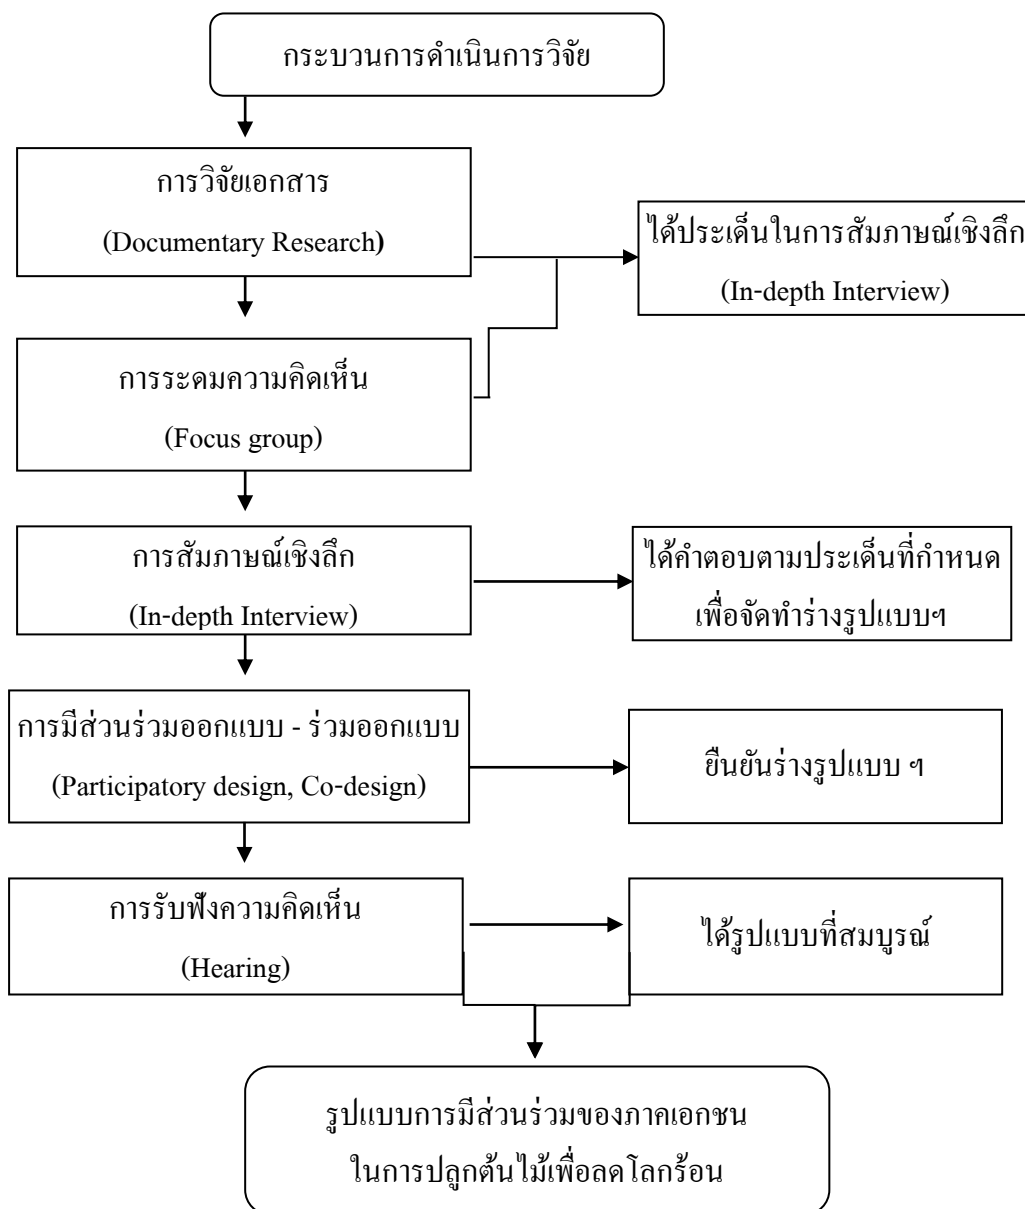 กระบวนการดำเนินการวิจัย
การวิจัยเอกสาร
(Documentary Research)
ได้ประเด็นในการสัมภาษณ์เชิงลึก
(In-depth Interview)
การระดมความคิดเห็น
(Focus group)
การสัมภาษณ์เชิงลึก
(In-depth Interview)
ได้คำตอบตามประเด็นที่กำหนด
เพื่อจัดทำร่างรูปแบบฯ
การมีส่วนร่วมออกแบบ - ร่วมออกแบบ
(Participatory design, Co-design)
ยืนยันร่างรูปแบบ ฯ
การรับฟังความคิดเห็น
(Hearing)
ได้รูปแบบที่สมบูรณ์
รูปแบบการมีส่วนร่วมของภาคเอกชน
ในการปลูกต้นไม้เพื่อลดโลกร้อน